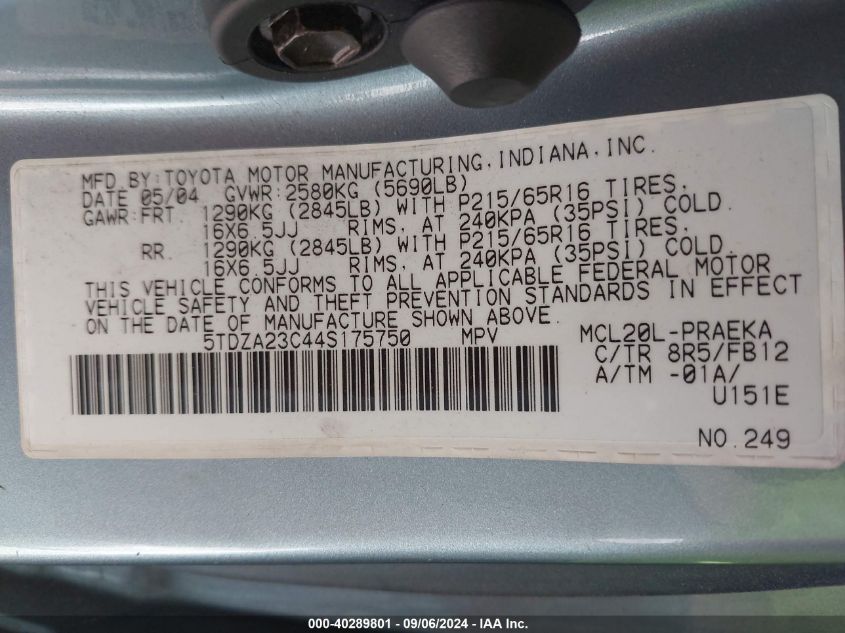 MFD. BY: TOYOTA MOTOR MANUFACTURING, INDIANA, INC.
DATE 05/04 GVWR: 2580KG (5690LB)
GAWR: FRT. 1290KG (2845LB) WITH P215/65R16 TIRES,
16X6.5JJ RIMS, AT 240KPA (35PSI) COLD.
RR. 1290KG (2845LB) WITH P215/65R16 TIRES,
16X6.5JJ RIMS, AT 240KPA (35PSI) COLD.
THIS VEHICLE CONFORMS TO ALL APPLICABLE FEDERAL MOTOR
VEHICLE SAFETY AND THEFT PREVENTION STANDARDS IN EFFECT
ON THE DATE OF MANUFACTURE SHOWN ABOVE.
5TDZA23C44S175750 MPV MCL20L-PRAEKA
C/TR 8R5/FB12
A/TM -01A/
U151E
NO. 249
000-40289801 - 09/06/2024 - IAA Inc.